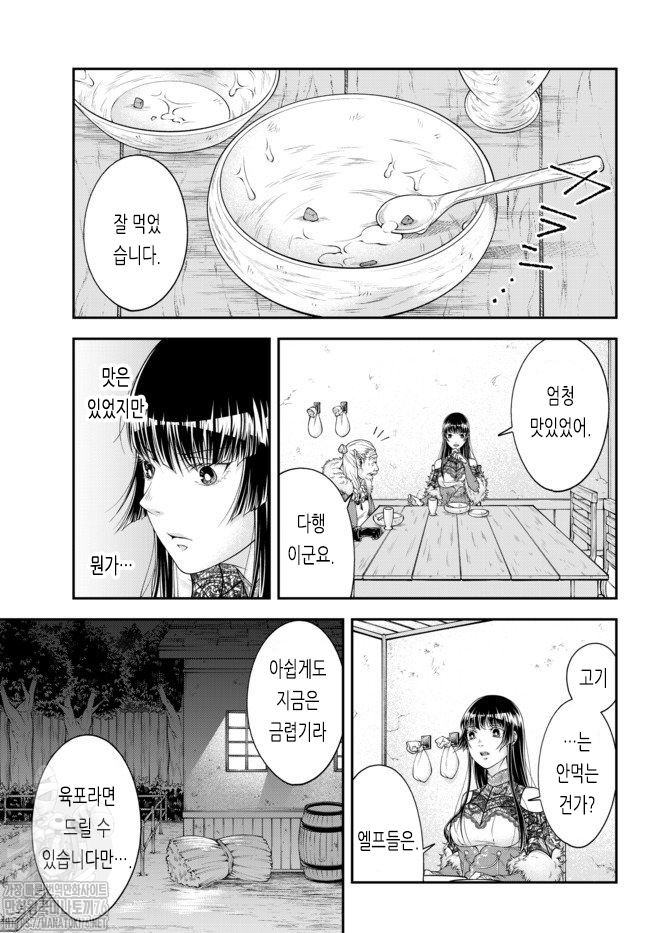 잘 먹었
습니다.
엄청
맛있었어.
다행
이군요.
맛은
있었지만
뭔가…
고기
…는
안먹는
건가?
엘프들은.
아쉽게도
지금은
금렵기라
육포라면
드릴 수
있습니다만….